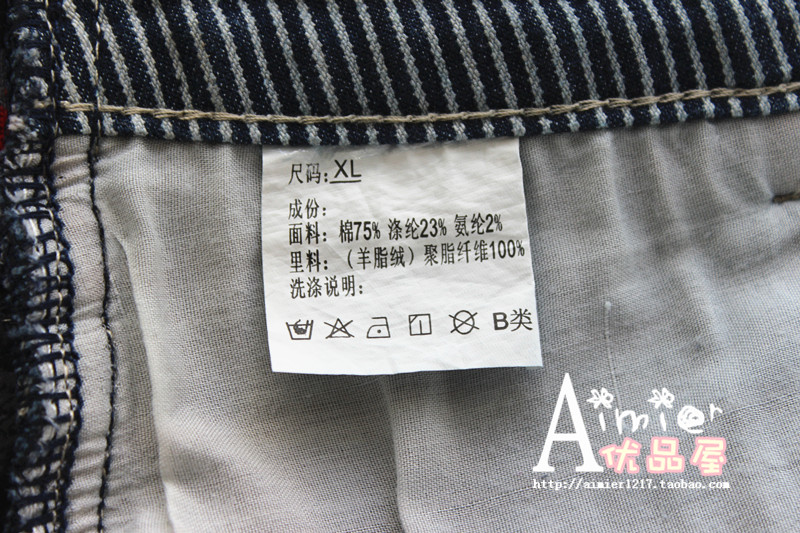 尺码：XL
成份：
面料：棉75% 涤纶23% 氨纶2%
里料：（羊脂绒）聚脂纤维100%
洗涤说明：
B类
Aimier
优品屋
http://aimier1217.taobao.com